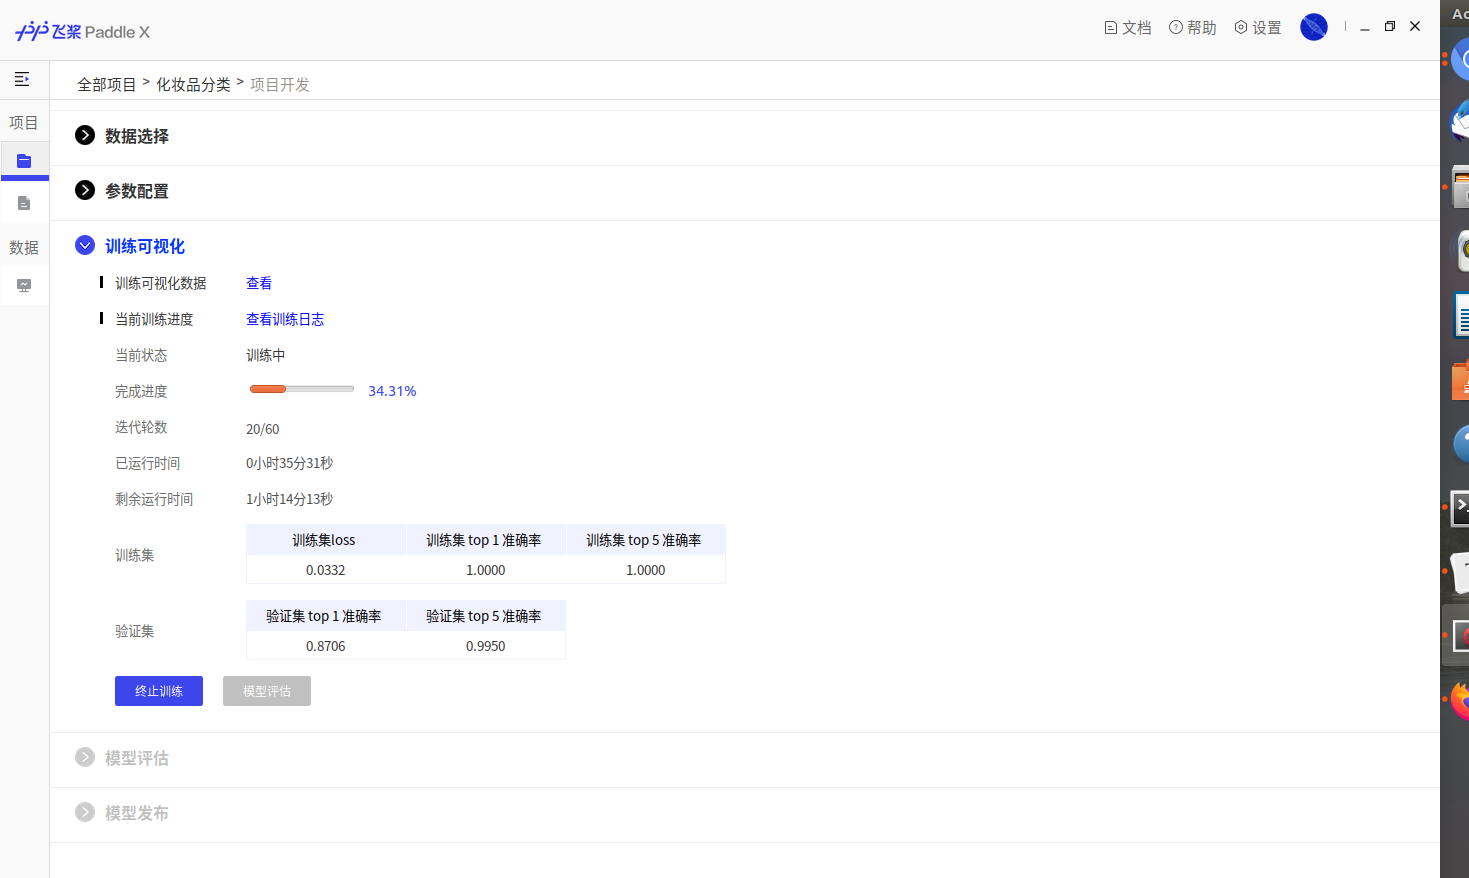 飞桨 Paddle X
文档 帮助 设置
全部项目 > 化妆品分类 > 项目开发
项目
数据
数据选择
参数配置
训练可视化
训练可视化数据 查看
当前训练进度 查看训练日志
当前状态 训练中
完成进度 34.31%
迭代轮数 20/60
已运行时间 0小时35分31秒
剩余运行时间 1小时14分13秒
训练集
训练集loss 训练集 top 1 准确率 训练集 top 5 准确率
0.0332 1.0000 1.0000
验证集
验证集 top 1 准确率 验证集 top 5 准确率
0.8706 0.9950
终止训练 模型评估
模型评估
模型发布